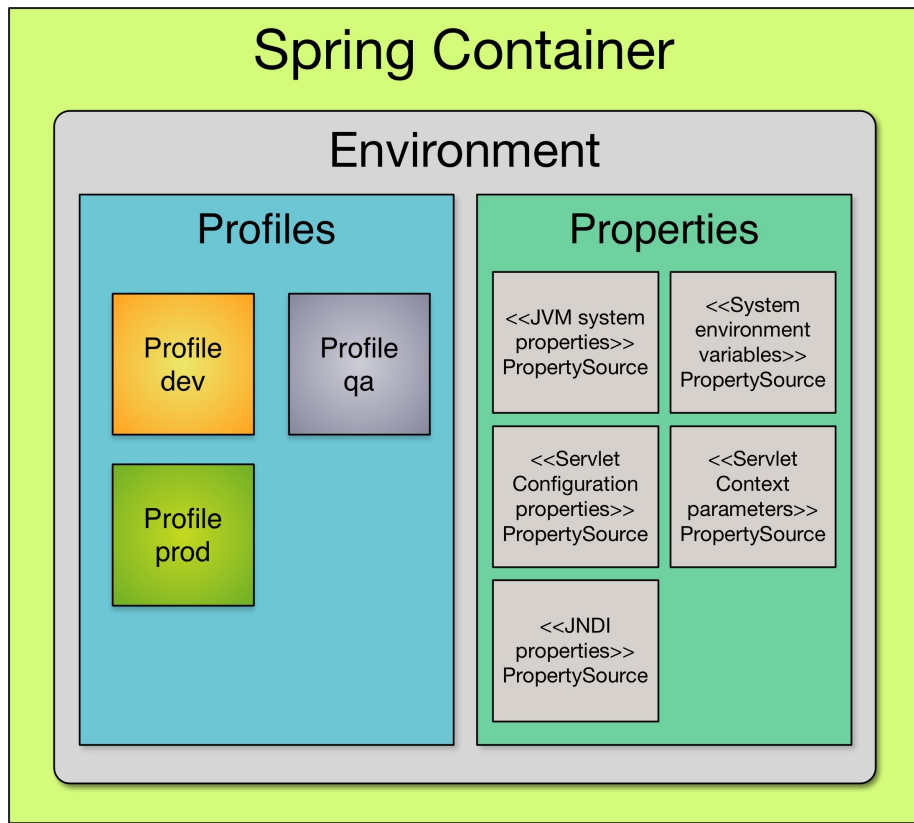 Spring Container
Environment
Profiles
Profile
dev
Profile
qa
Profile
prod
Properties
<<JVM system
properties>>
PropertySource
<<System
environment
variables>>
PropertySource
<<Servlet
Configuration
properties>>
PropertySource
<<Servlet
Context
parameters>>
PropertySource
<<JNDI
properties>>
PropertySource